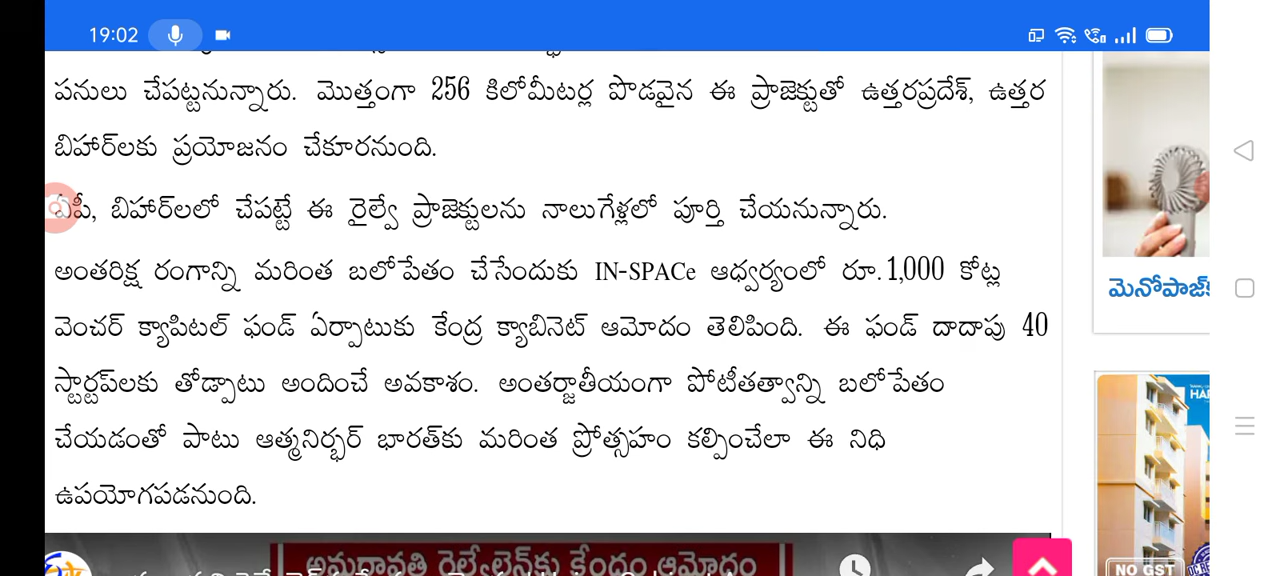 19:02
పనులు చేపట్టనున్నారు. మొత్తంగా 256 కిలోమీటర్ల పొడవైన ఈ ప్రాజెక్టుతో ఉత్తరప్రదేశ్, ఉత్తర
బిహార్‌లకు ప్రయోజనం చేకూరనుంది.
ఏపీ, బిహార్‌లలో చేపట్టే ఈ రైల్వే ప్రాజెక్టులను నాలుగేళ్లలో పూర్తి చేయనున్నారు.
అంతరిక్ష రంగాన్ని మరింత బలోపేతం చేసేందుకు IN-SPACe ఆధ్వర్యంలో రూ.1,000 కోట్ల
వెంచర్ క్యాపిటల్ ఫండ్ ఏర్పాటుకు కేంద్ర క్యాబినెట్ ఆమోదం తెలిపింది. ఈ ఫండ్ దాదాపు 40
స్టార్టప్‌లకు తోడ్పాటు అందించే అవకాశం. అంతర్జాతీయంగా పోటీతత్వాన్ని బలోపేతం
చేయడంతో పాటు ఆత్మనిర్భర్ భారత్‌కు మరింత ప్రోత్సహం కల్పించేలా ఈ నిధి
ఉపయోగపడనుంది.
మెనోపాజ్‌
అమరావతి రైల్వేలైన్‌కు కేంద్రం ఆమోదం
NO GST